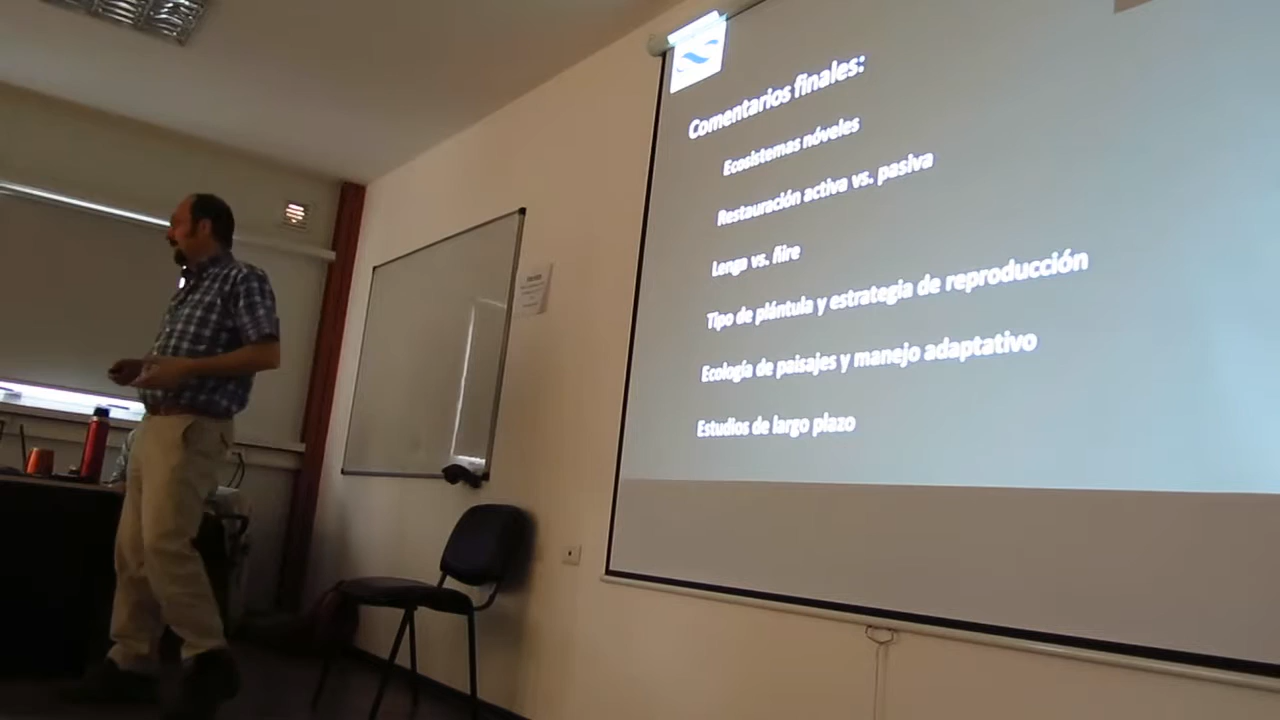 Comentarios finales:
Ecosistemas nóveles
Restauración activa vs. pasiva
Lenga vs. ñire
Tipo de plántula y estrategia de reproducción
Ecología de paisajes y manejo adaptativo
Estudios de largo plazo